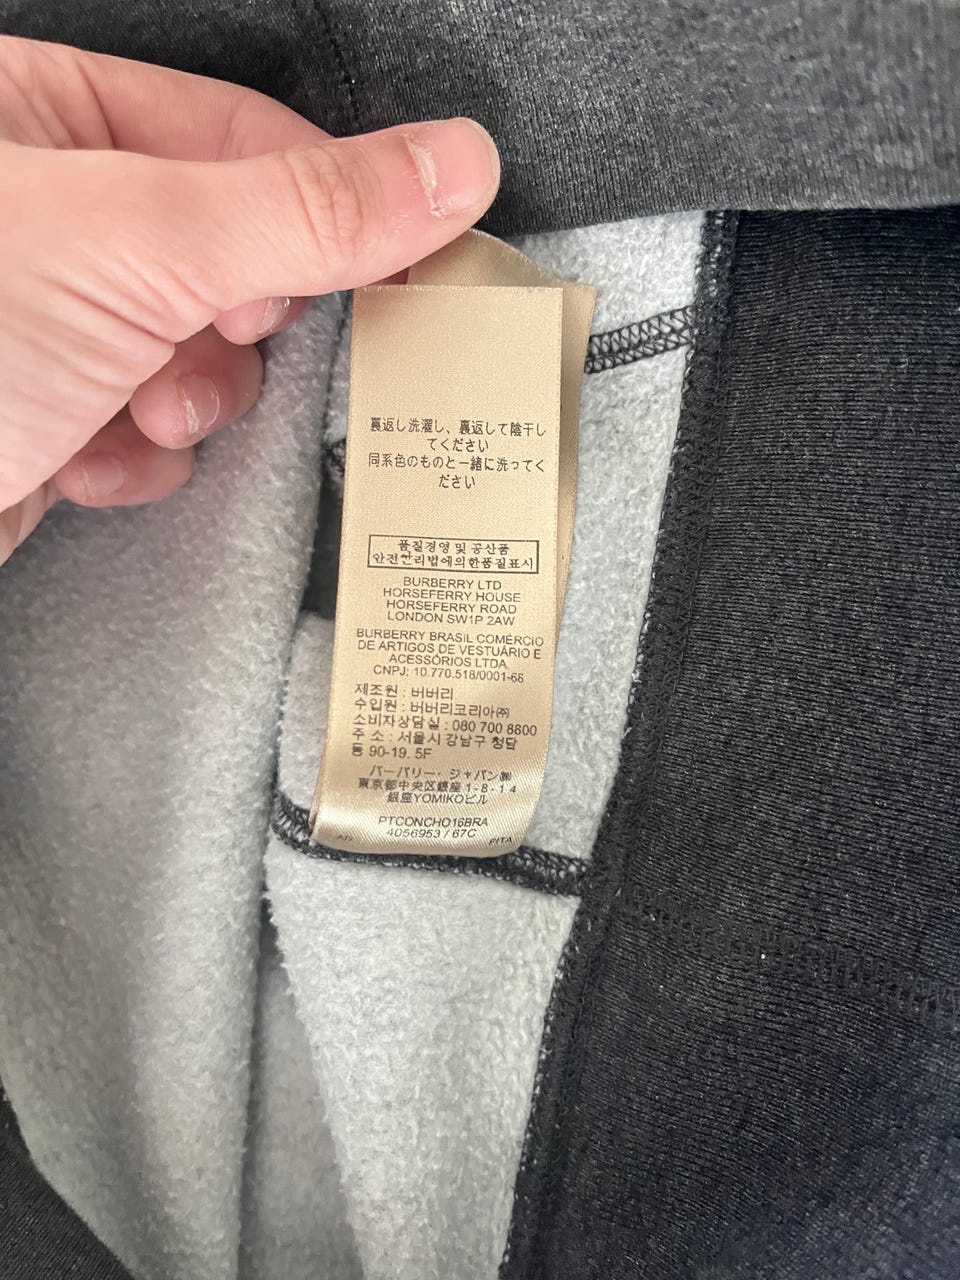 裏返し洗濯し、裏返して陰干し
てください
同系色のものと一緒に洗ってく
ださい
품질경영 및 공산품
안전관리법에의한품질표시
BURBERRY LTD
HORSEFERRY HOUSE
HORSEFERRY ROAD
LONDON SW1P 2AW
BURBERRY BRASIL COMÉRCIO
DE ARTIGOS DE VESTUÁRIO E
ACESSÓRIOS LTDA
CNPJ: 10.770.518/0001-66
제조원 : 버버리
수입원 : 버버리코리아㈜
소비자상담실 : 080 700 8800
주 소 : 서울시 강남구 청담
동 90-19. 5F
バーバリー・ジャパン㈱
東京都中央区銀座1-8-14
銀座YOMIKOビル
PTCONCHO16BRA
4056953 / 67C
PITA